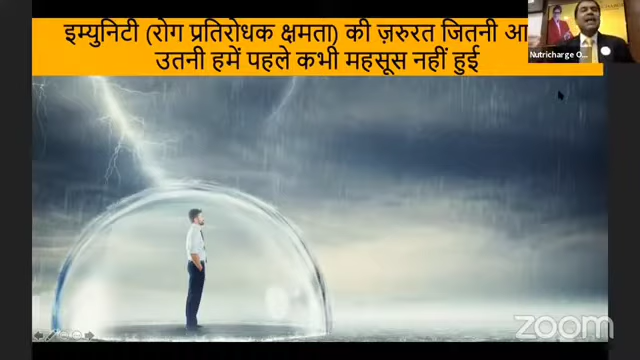 इम्युनिटी (रोग प्रतिरोधक क्षमता) की ज़रुरत जितनी
उतनी हमें पहले कभी महसूस नहीं हुई
Nutricharge O...
zoom